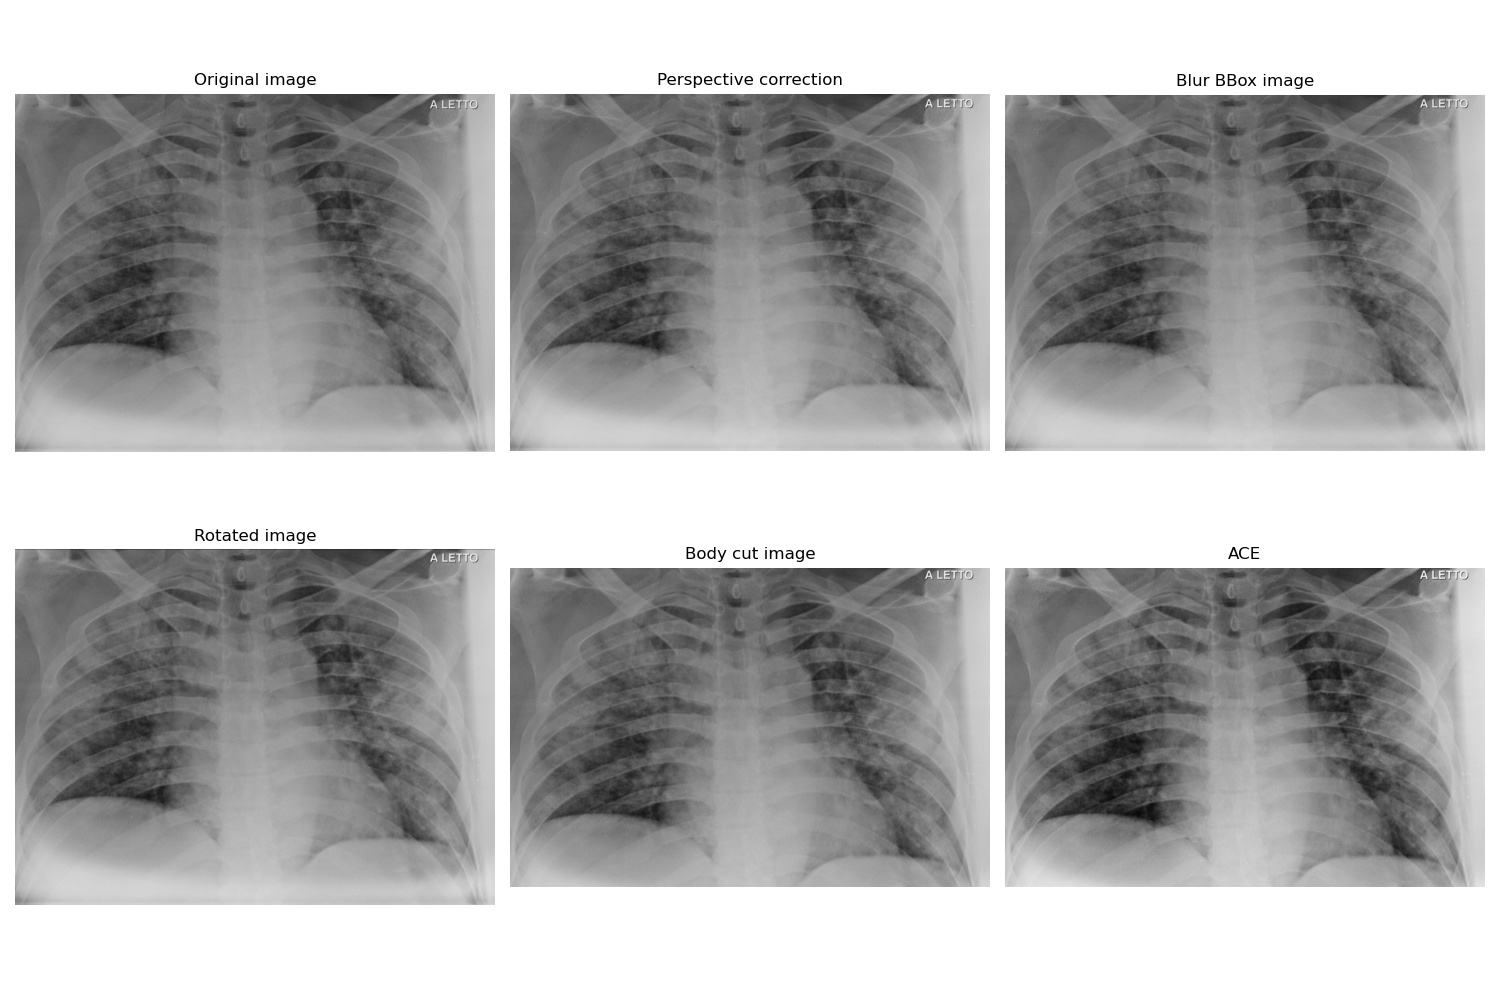 Original image
A LETTO
Perspective correction
A LETTO
Blur BBox image
A LETTO
Rotated image
A LETTO
Body cut image
A LETTO
ACE
A LETTO